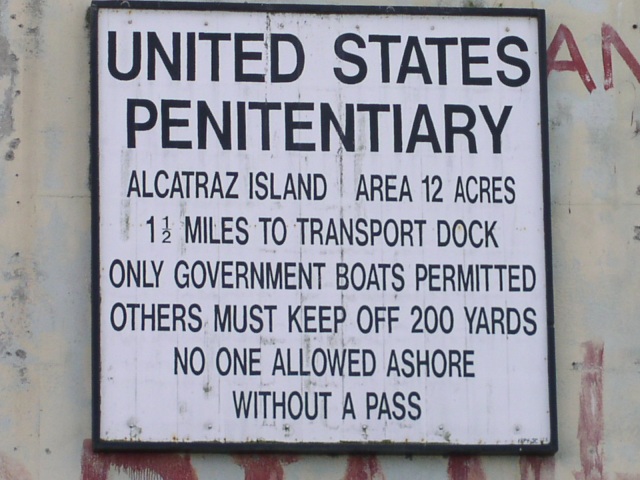 UNITED STATES
PENITENTIARY
ALCATRAZ ISLAND AREA 12 ACRES
1½ MILES TO TRANSPORT DOCK
ONLY GOVERNMENT BOATS PERMITTED
OTHERS MUST KEEP OFF 200 YARDS
NO ONE ALLOWED ASHORE
WITHOUT A PASS
AN